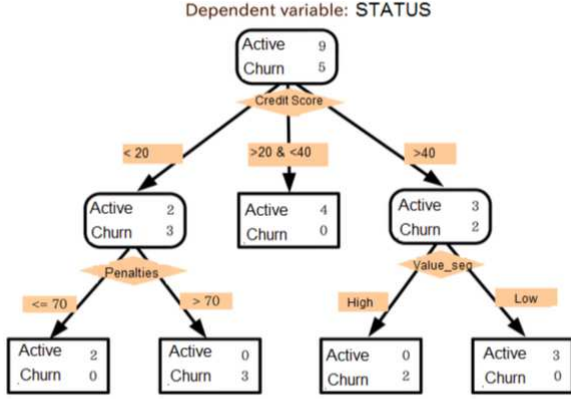 Dependent variable: STATUS
Active 9
Churn 5
Credit Score
< 20
>20 & <40
>40
Active 2
Churn 3
Active 4
Churn 0
Active 3
Churn 2
Penalties
Value_seg
<= 70
> 70
High
Low
Active 2
Churn 0
Active 0
Churn 3
Active 0
Churn 2
Active 3
Churn 0